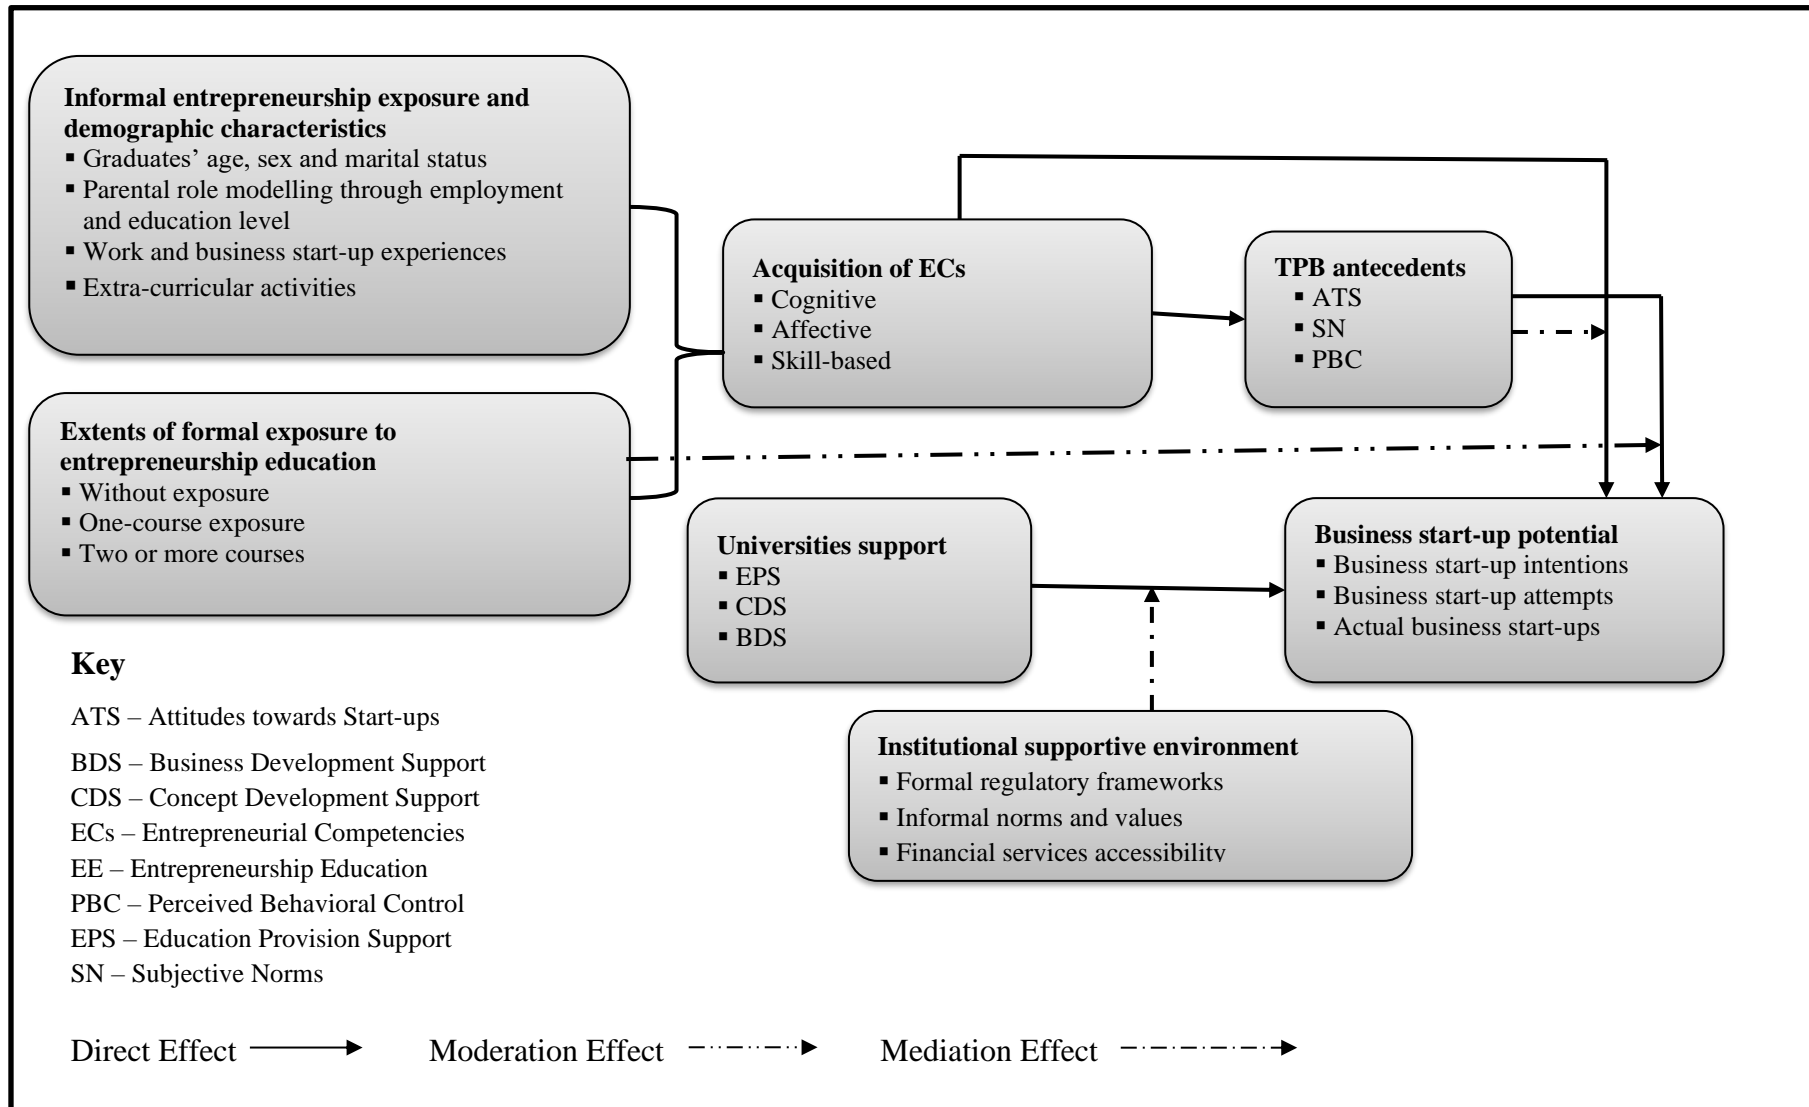 Informal entrepreneurship exposure and
demographic characteristics
▪ Graduates’ age, sex and marital status
▪ Parental role modelling through employment
and education level
▪ Work and business start-up experiences
▪ Extra-curricular activities
Extents of formal exposure to
entrepreneurship education
▪ Without exposure
▪ One-course exposure
▪ Two or more courses
Acquisition of ECs
▪ Cognitive
▪ Affective
▪ Skill-based
TPB antecedents
▪ ATS
▪ SN
▪ PBC
Universities support
▪ EPS
▪ CDS
▪ BDS
Business start-up potential
▪ Business start-up intentions
▪ Business start-up attempts
▪ Actual business start-ups
Institutional supportive environment
▪ Formal regulatory frameworks
▪ Informal norms and values
▪ Financial services accessibility
Key
ATS – Attitudes towards Start-ups
BDS – Business Development Support
CDS – Concept Development Support
ECs – Entrepreneurial Competencies
EE – Entrepreneurship Education
PBC – Perceived Behavioral Control
EPS – Education Provision Support
SN – Subjective Norms
Direct Effect
Moderation Effect
Mediation Effect